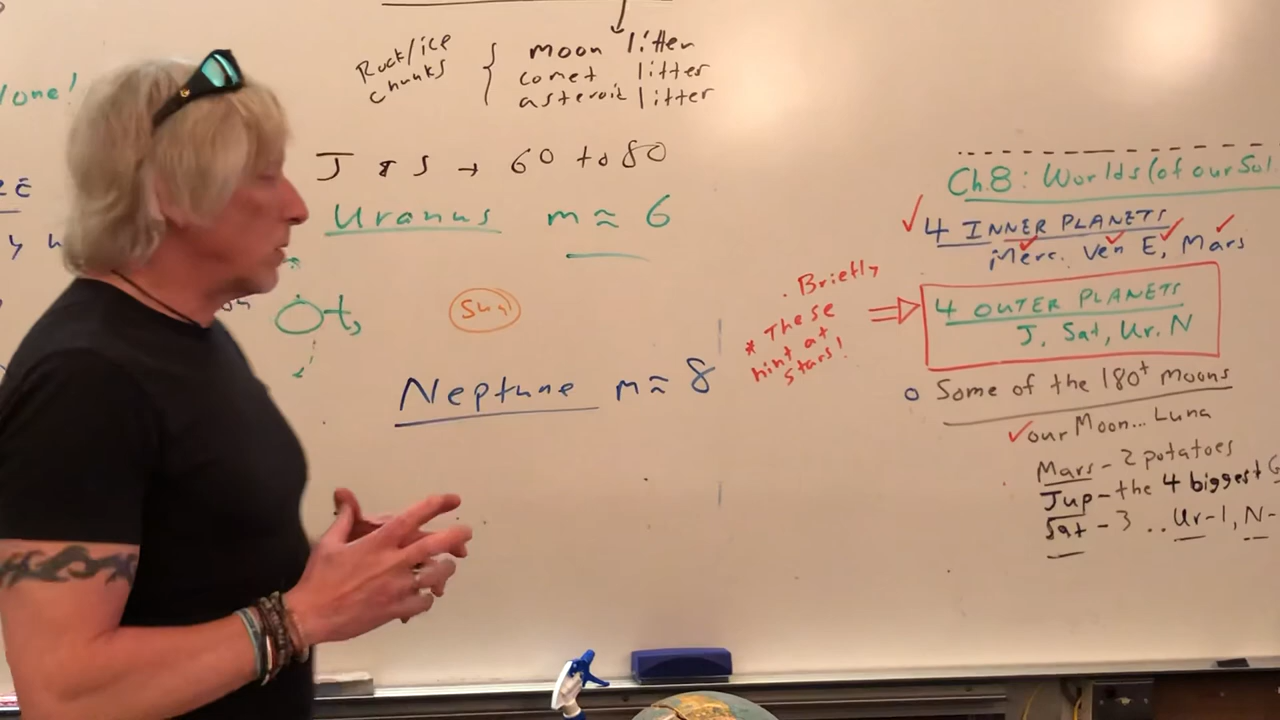 Rock/ice chunks
moon litter
comet litter
asteroid litter
J & S → 60 to 80
Uranus m ≈ 6
Sun
Neptune m ≈ 8
lone!
. Briefly
* These
hint at
stars!
Ch.8: Worlds (of our Sol.
4 INNER PLANETS
Merc. Ven E, Mars
4 OUTER PLANETS
J, Sat, Ur. N
Some of the 180+ Moons
our Moon... Luna
Mars - 2 potatoes
Jup - the 4 biggest G
Sat - 3 .. Ur-1, N-